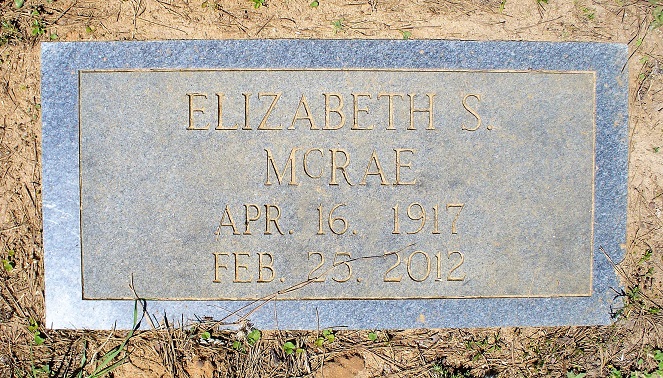 ELIZABETH S.
McRAE
APR. 16. 1917
FEB. 25. 2012